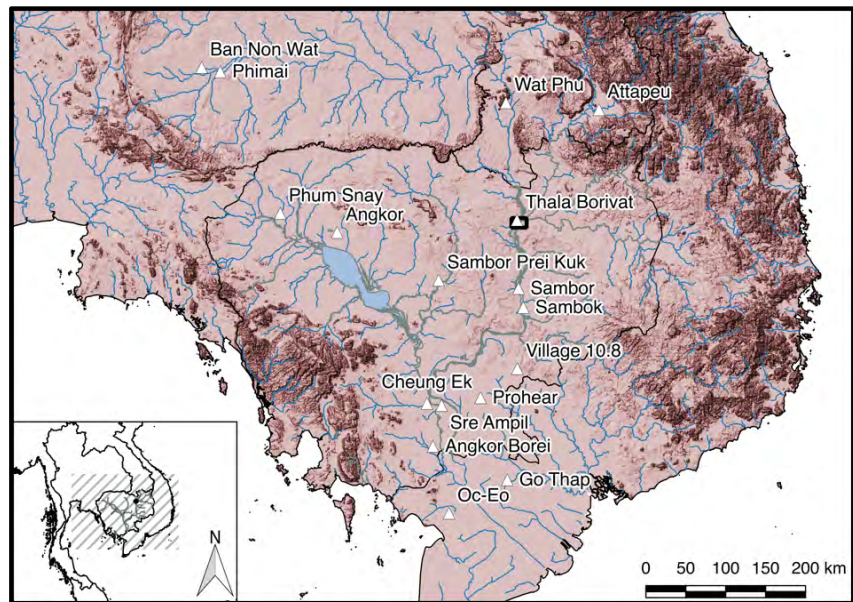 Ban Non Wat
Phimai
Wat Phu
Attapeu
Phum Snay
Angkor
Thala Borivat
Sambor Prei Kuk
Sambor
Sambok
Village 10.8
Cheung Ek
Prohear
Sre Ampil
Angkor Borei
Go Thap
Oc-Eo
N
0 50 100 150 200 km